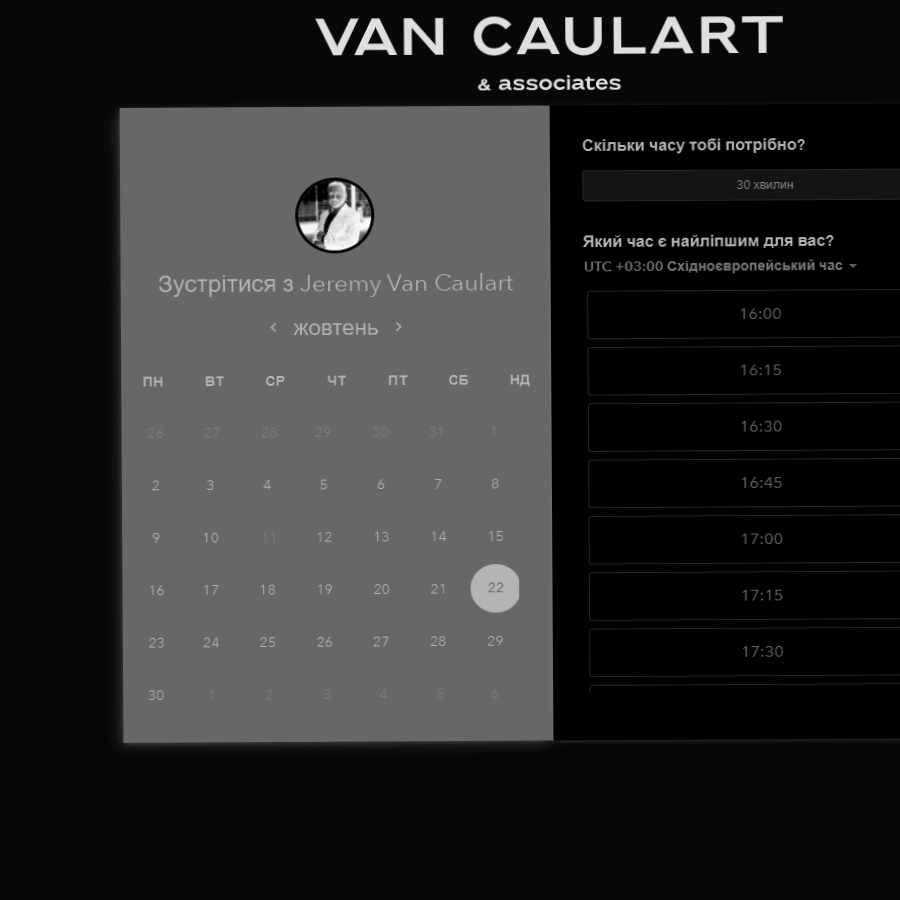 VAN CAULART
& associates
Зустрітися з Jeremy Van Caulart
жовтень
ПН ВТ СР ЧТ ПТ СБ НД
26 27 28 29 30 31 1
2 3 4 5 6 7 8
9 10 11 12 13 14 15
16 17 18 19 20 21 22
23 24 25 26 27 28 29
30 1 2 3 4 5 6
Скільки часу тобі потрібно?
30 хвилин
Який час є найліпшим для вас?
UTC +03:00 Східноєвропейський час
16:00
16:15
16:30
16:45
17:00
17:15
17:30